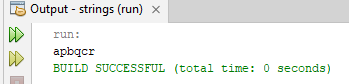 Output - strings (run)
run:
apbqcr
BUILD SUCCESSFUL (total time: 0 seconds)